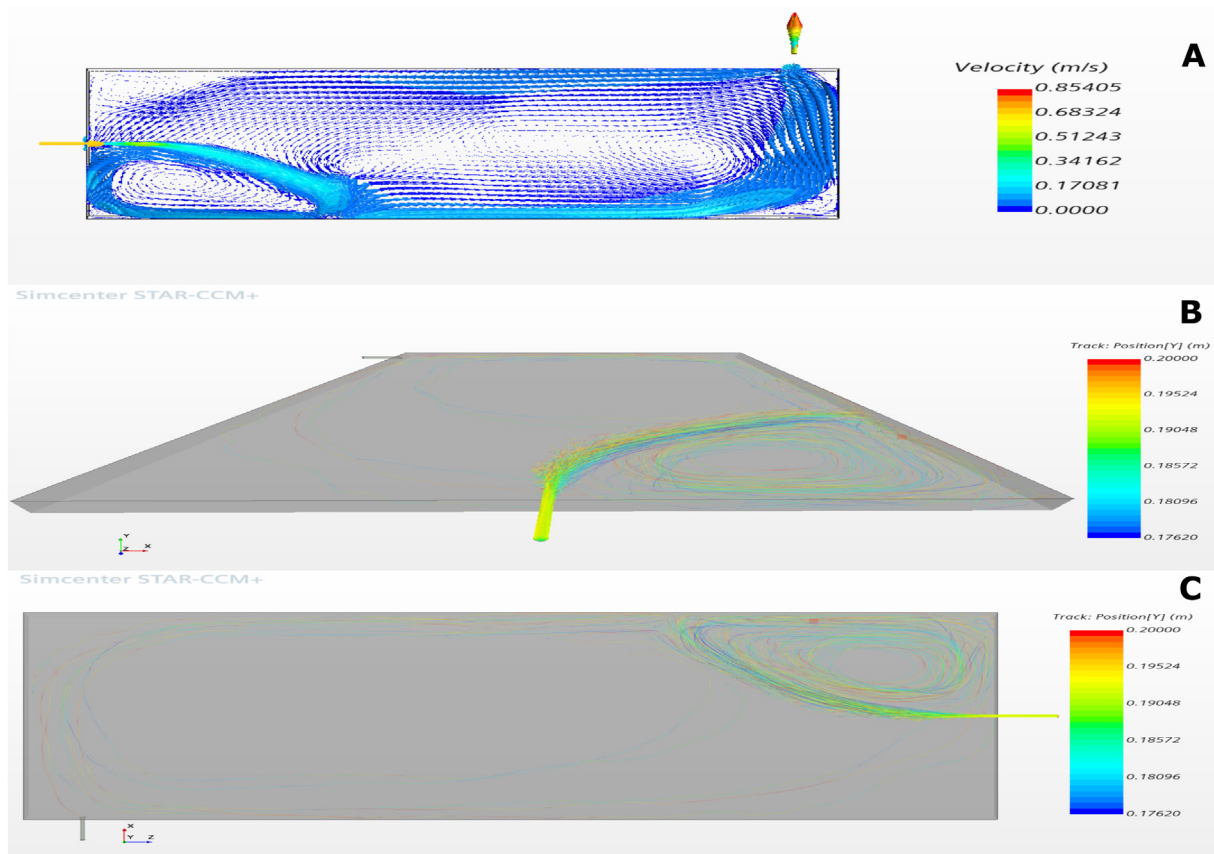 A
Velocity (m/s)
0.85405
0.68324
0.51243
0.34162
0.17081
0.0000
Simcenter STAR-CCM+
B
Track: Position[Y] (m)
0.20000
0.19524
0.19048
0.18572
0.18096
0.17620
Y
Z X
Simcenter STAR-CCM+
C
Track: Position[Y] (m)
0.20000
0.19524
0.19048
0.18572
0.18096
0.17620
X
Y Z